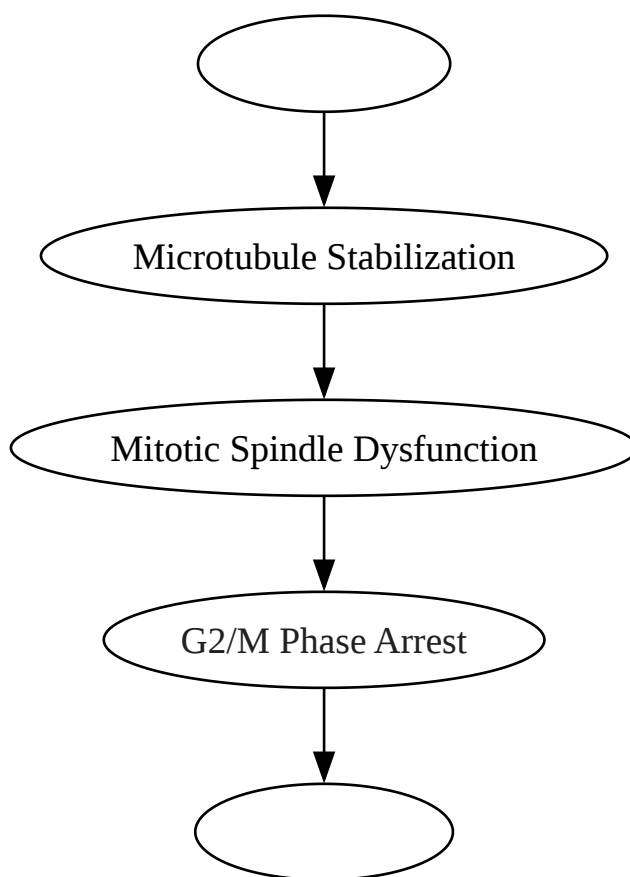 Microtubule Stabilization
Mitotic Spindle Dysfunction
G2/M Phase Arrest